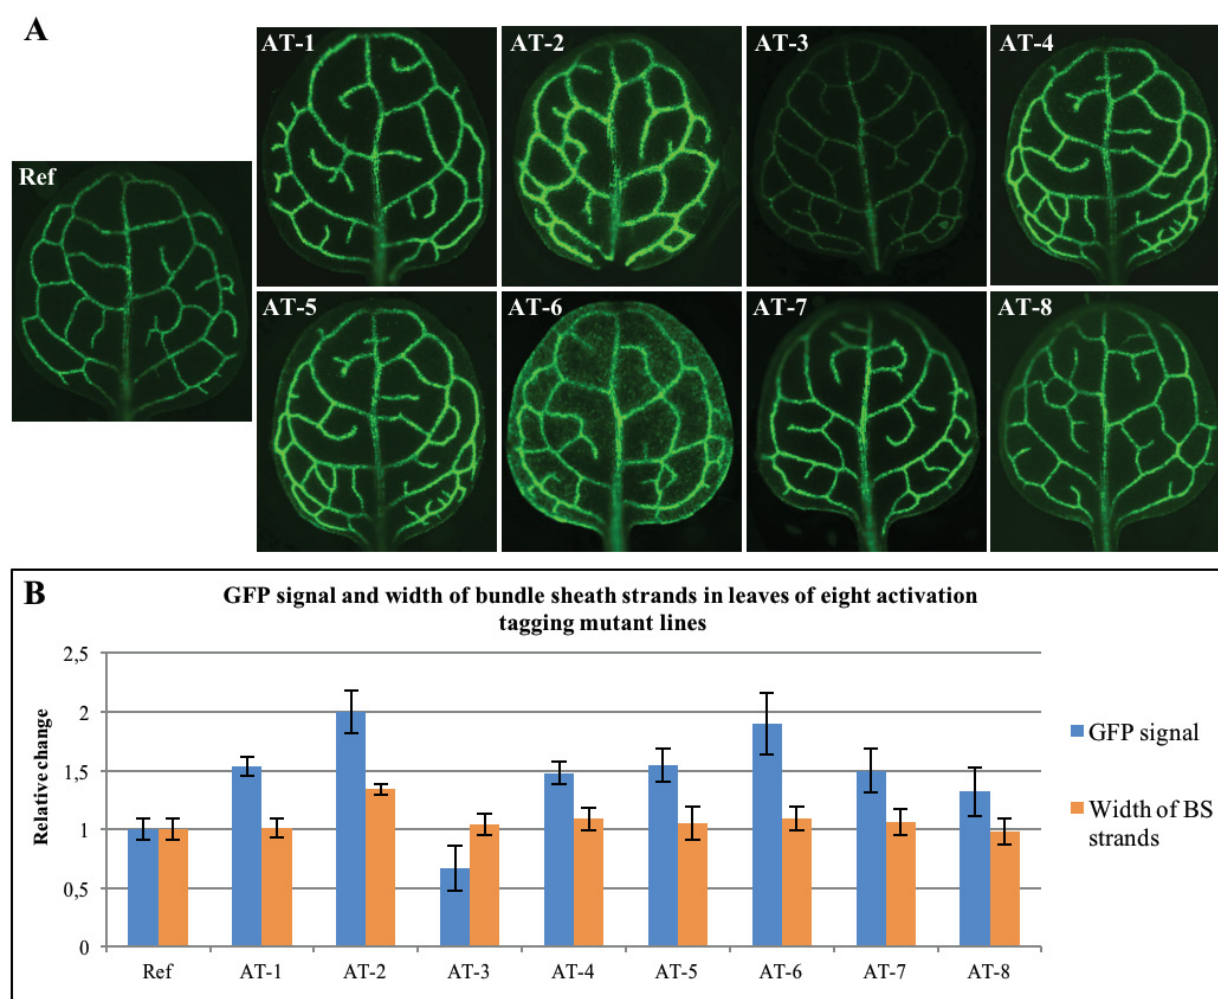 A
AT-1
AT-2
AT-3
AT-4
Ref
AT-5
AT-6
AT-7
AT-8
B
GFP signal and width of bundle sheath strands in leaves of eight activation
tagging mutant lines
Relative change
2,5
2
1,5
1
0,5
0
Ref
AT-1
AT-2
AT-3
AT-4
AT-5
AT-6
AT-7
AT-8
GFP signal
Width of BS
strands